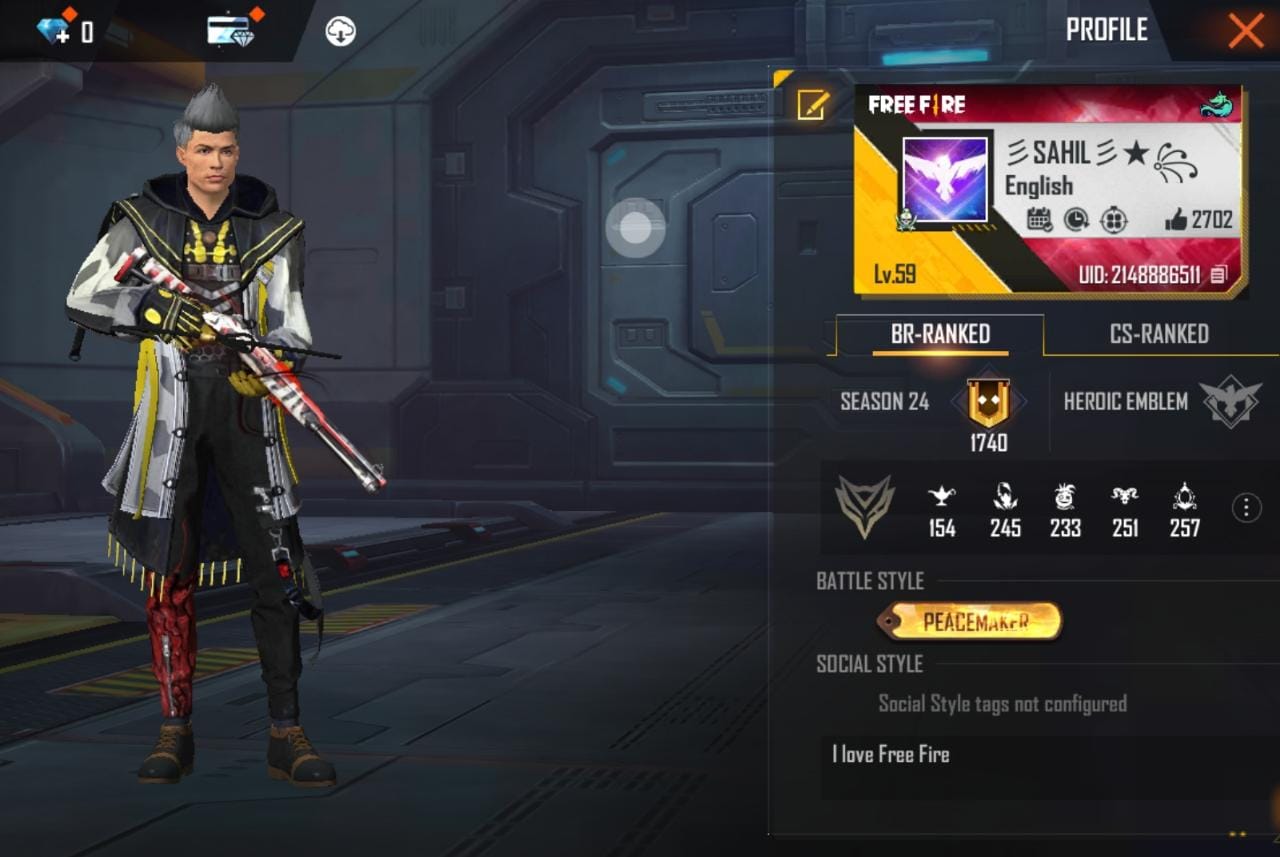 0
PROFILE
FREE FIRE
彡SAHIL彡★
English
2702
Lv.59
UID: 2148886511
BR-RANKED
CS-RANKED
SEASON 24
1740
HEROIC EMBLEM
154 245 233 251 257
BATTLE STYLE
PEACEMAKER
SOCIAL STYLE
Social Style tags not configured
I love Free Fire